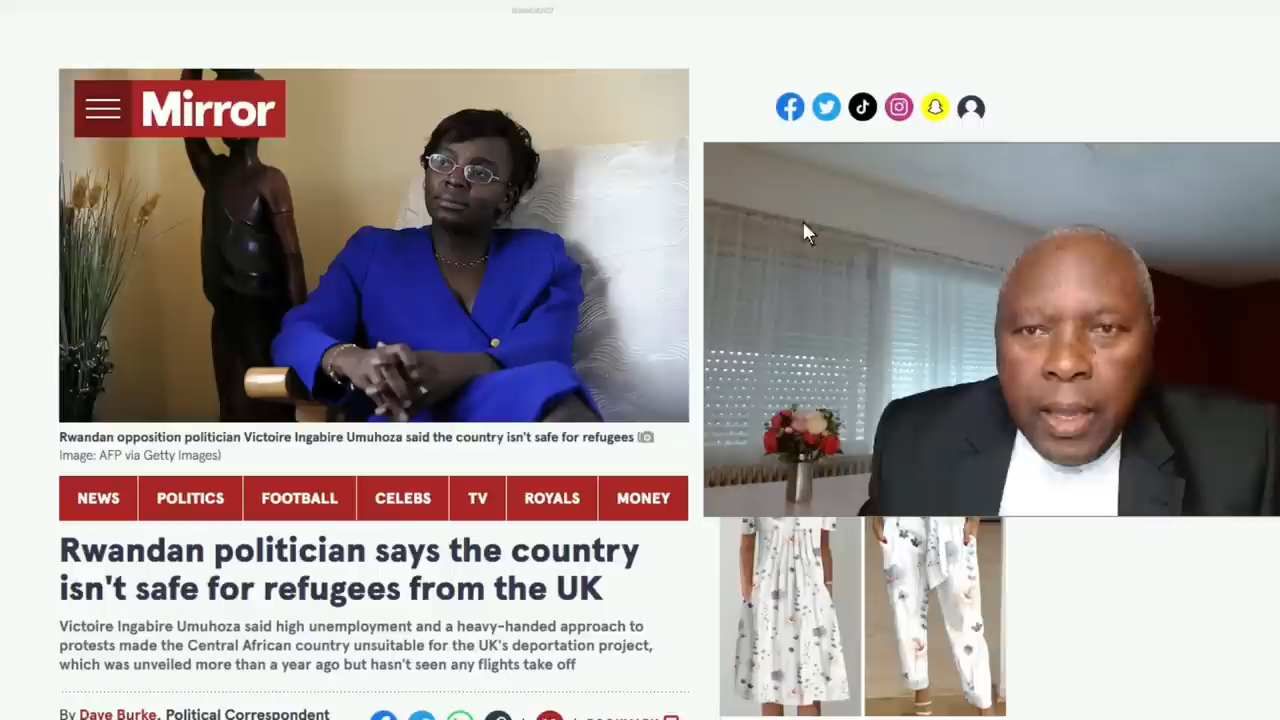 Mirror
Rwandan opposition politician Victoire Ingabire Umuhoza said the country isn't safe for refugees
Image: AFP via Getty Images)
NEWS POLITICS FOOTBALL CELEBS TV ROYALS MONEY
Rwandan politician says the country
isn't safe for refugees from the UK
Victoire Ingabire Umuhoza said high unemployment and a heavy-handed approach to
protests made the Central African country unsuitable for the UK's deportation project,
which was unveiled more than a year ago but hasn't seen any flights take off
By Dave Burke, Political Correspondent